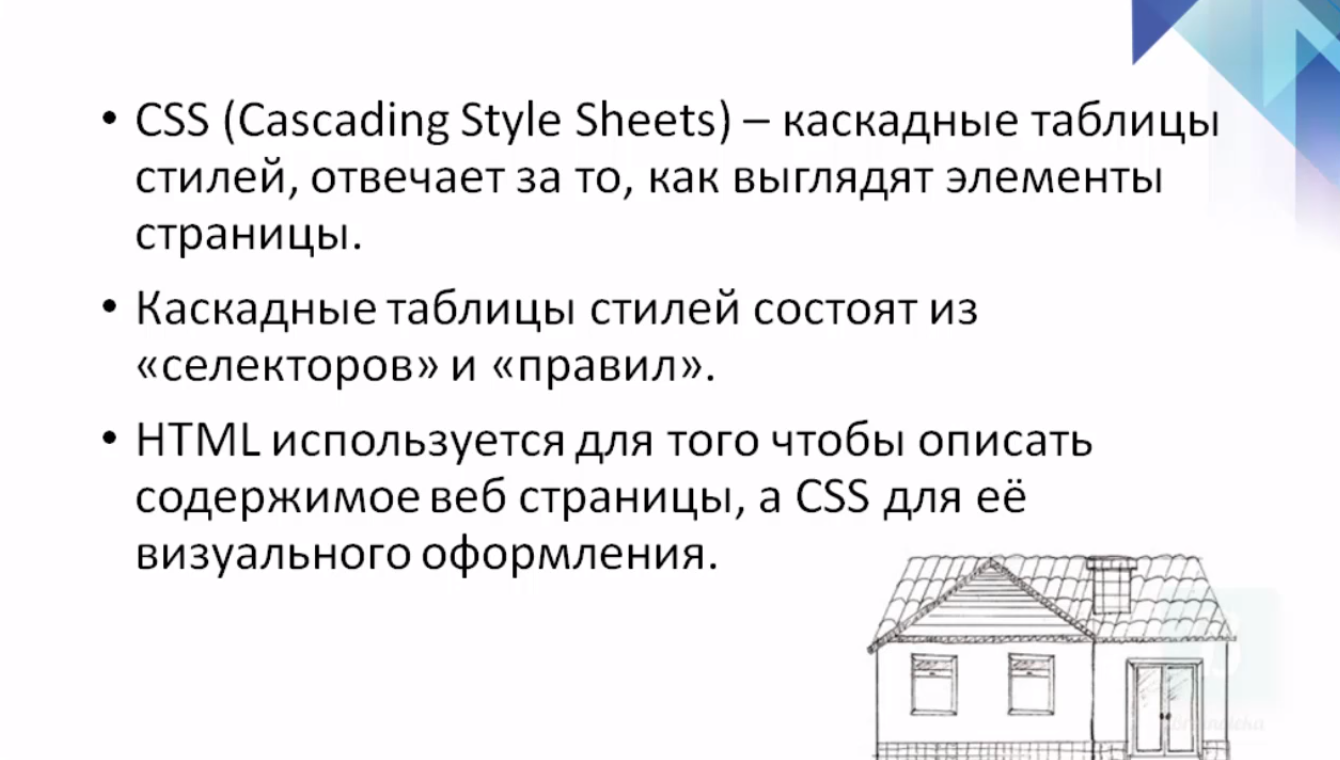 • CSS (Cascading Style Sheets) – каскадные таблицы
стилей, отвечает за то, как выглядят элементы
страницы.
• Каскадные таблицы стилей состоят из
«селекторов» и «правил».
• HTML используется для того чтобы описать
содержимое веб страницы, а CSS для её
визуального оформления.